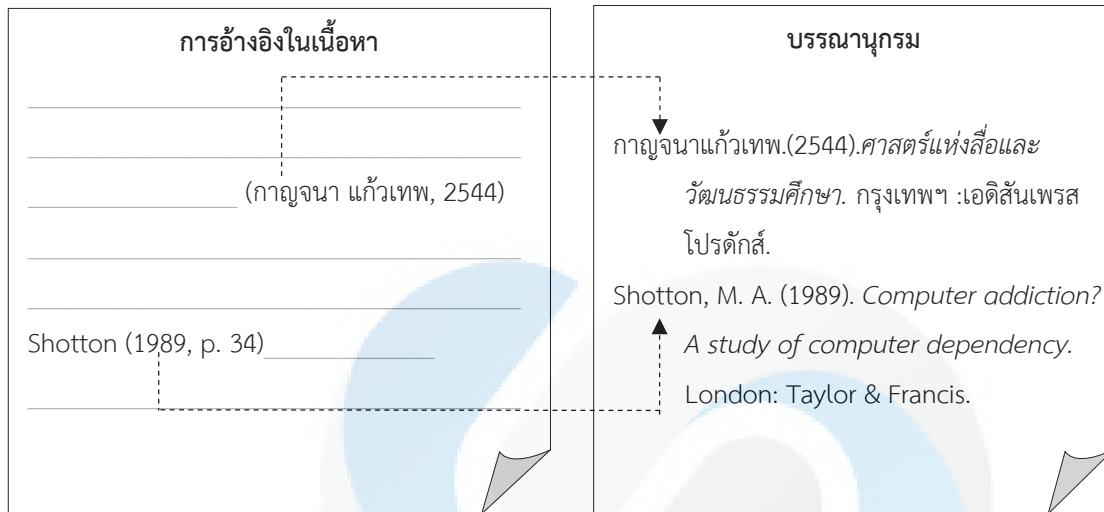 การอ้างอิงในเนื้อหา
(กาญจนา แก้วเทพ, 2544)
Shotton (1989, p. 34)
บรรณานุกรม
กาญจนาแก้วเทพ.(2544).ศาสตร์แห่งสื่อและ
วัฒนธรรมศึกษา. กรุงเทพฯ :เอดิสันเพรส
โปรดักส์.
Shotton, M. A. (1989). Computer addiction?
A study of computer dependency.
London: Taylor & Francis.